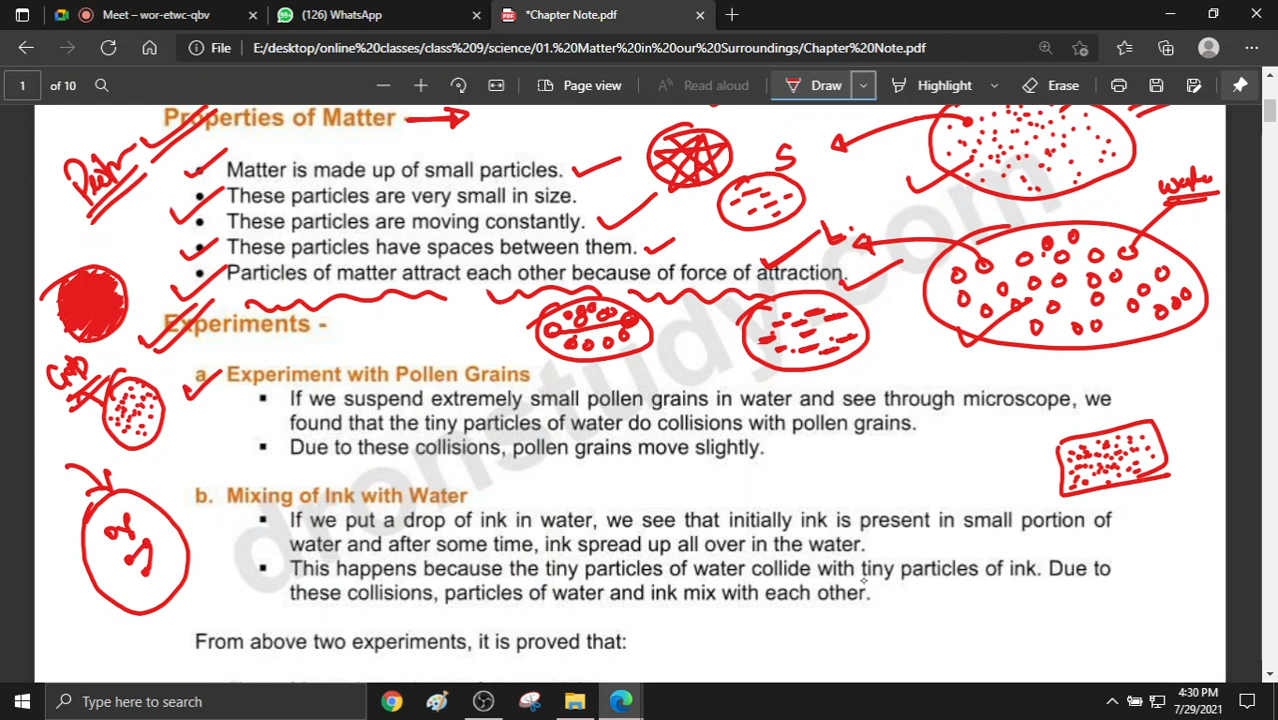 Meet – wor-etwc-qbv
(126) WhatsApp
*Chapter Note.pdf
File
E:/desktop/online%20classes/class%209/science/01.%20Matter%20in%20our%20Surroundings/Chapter%20Note.pdf
1 of 10
Page view
Read aloud
Draw
Highlight
Erase
Properties of Matter -
• Matter is made up of small particles.
• These particles are very small in size.
• These particles are moving constantly.
• These particles have spaces between them.
• Particles of matter attract each other because of force of attraction.
S
water
Experiments -
a. Experiment with Pollen Grains
▪ If we suspend extremely small pollen grains in water and see through microscope, we
found that the tiny particles of water do collisions with pollen grains.
▪ Due to these collisions, pollen grains move slightly.
b. Mixing of Ink with Water
▪ If we put a drop of ink in water, we see that initially ink is present in small portion of
water and after some time, ink spread up all over in the water.
▪ This happens because the tiny particles of water collide with tiny particles of ink. Due to
these collisions, particles of water and ink mix with each other.
From above two experiments, it is proved that:
dronstudy.com
Type here to search
4:30 PM
7/29/2021